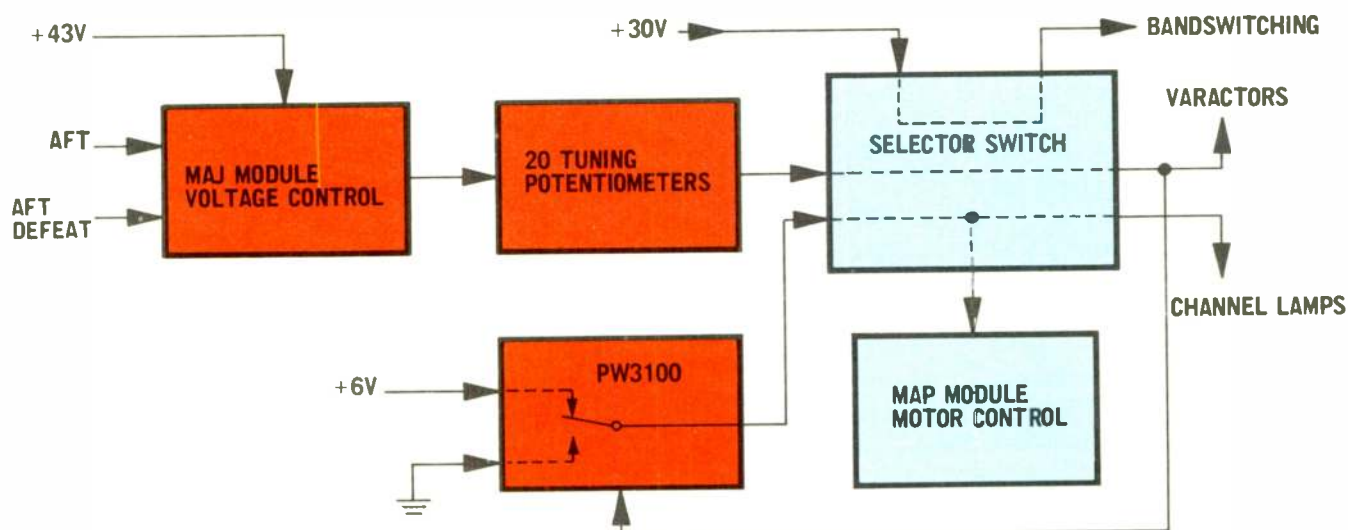 +43V
+30V
BANDSWITCHING
AFT
MAJ MODULE
VOLTAGE CONTROL
20 TUNING
POTENTIOMETERS
SELECTOR SWITCH
VARACTORS
AFT
DEFEAT
CHANNEL LAMPS
+6V
PW3100
MAP MODULE
MOTOR CONTROL